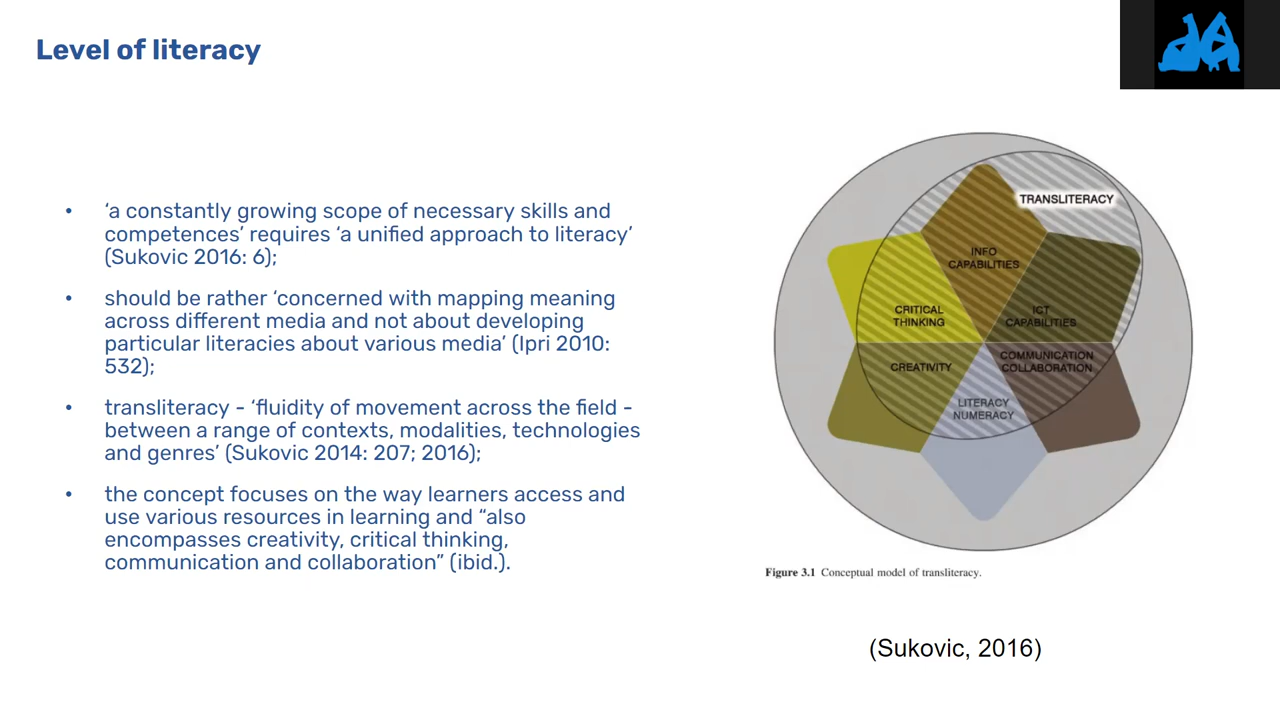 Level of literacy
• ‘a constantly growing scope of necessary skills and
competences’ requires ‘a unified approach to literacy’
(Sukovic 2016: 6);
• should be rather ‘concerned with mapping meaning
across different media and not about developing
particular literacies about various media’ (Ipri 2010:
532);
• transliteracy - ‘fluidity of movement across the field -
between a range of contexts, modalities, technologies
and genres’ (Sukovic 2014: 207; 2016);
• the concept focuses on the way learners access and
use various resources in learning and “also
encompasses creativity, critical thinking,
communication and collaboration” (ibid.).
TRANSLITERACY
INFO
CAPABILITIES
CRITICAL
THINKING
ICT
CAPABILITIES
CREATIVITY
COMMUNICATION
COLLABORATION
LITERACY
NUMERACY
Figure 3.1 Conceptual model of transliteracy.
(Sukovic, 2016)